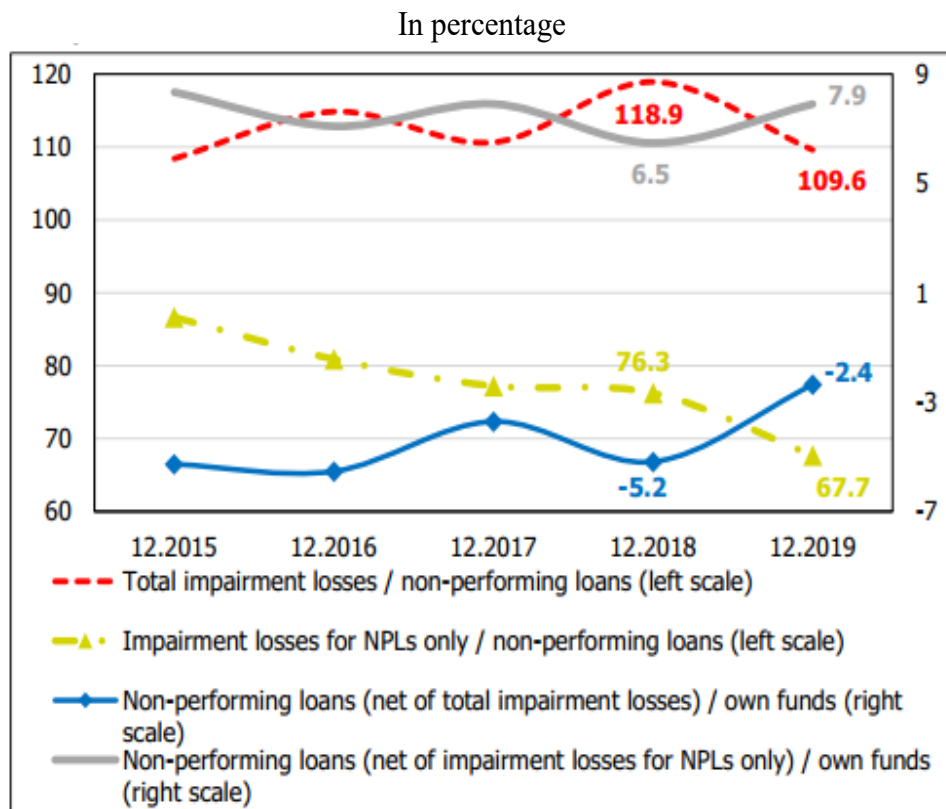 In percentage
120
9
110
5
100
90
1
80
-3
70
60
-7
118.9
7.9
6.5
109.6
76.3
-2.4
-5.2
67.7
12.2015 12.2016 12.2017 12.2018 12.2019
Total impairment losses / non-performing loans (left scale)
Impairment losses for NPLs only / non-performing loans (left scale)
Non-performing loans (net of total impairment losses) / own funds (right
scale)
Non-performing loans (net of impairment losses for NPLs only) / own funds
(right scale)